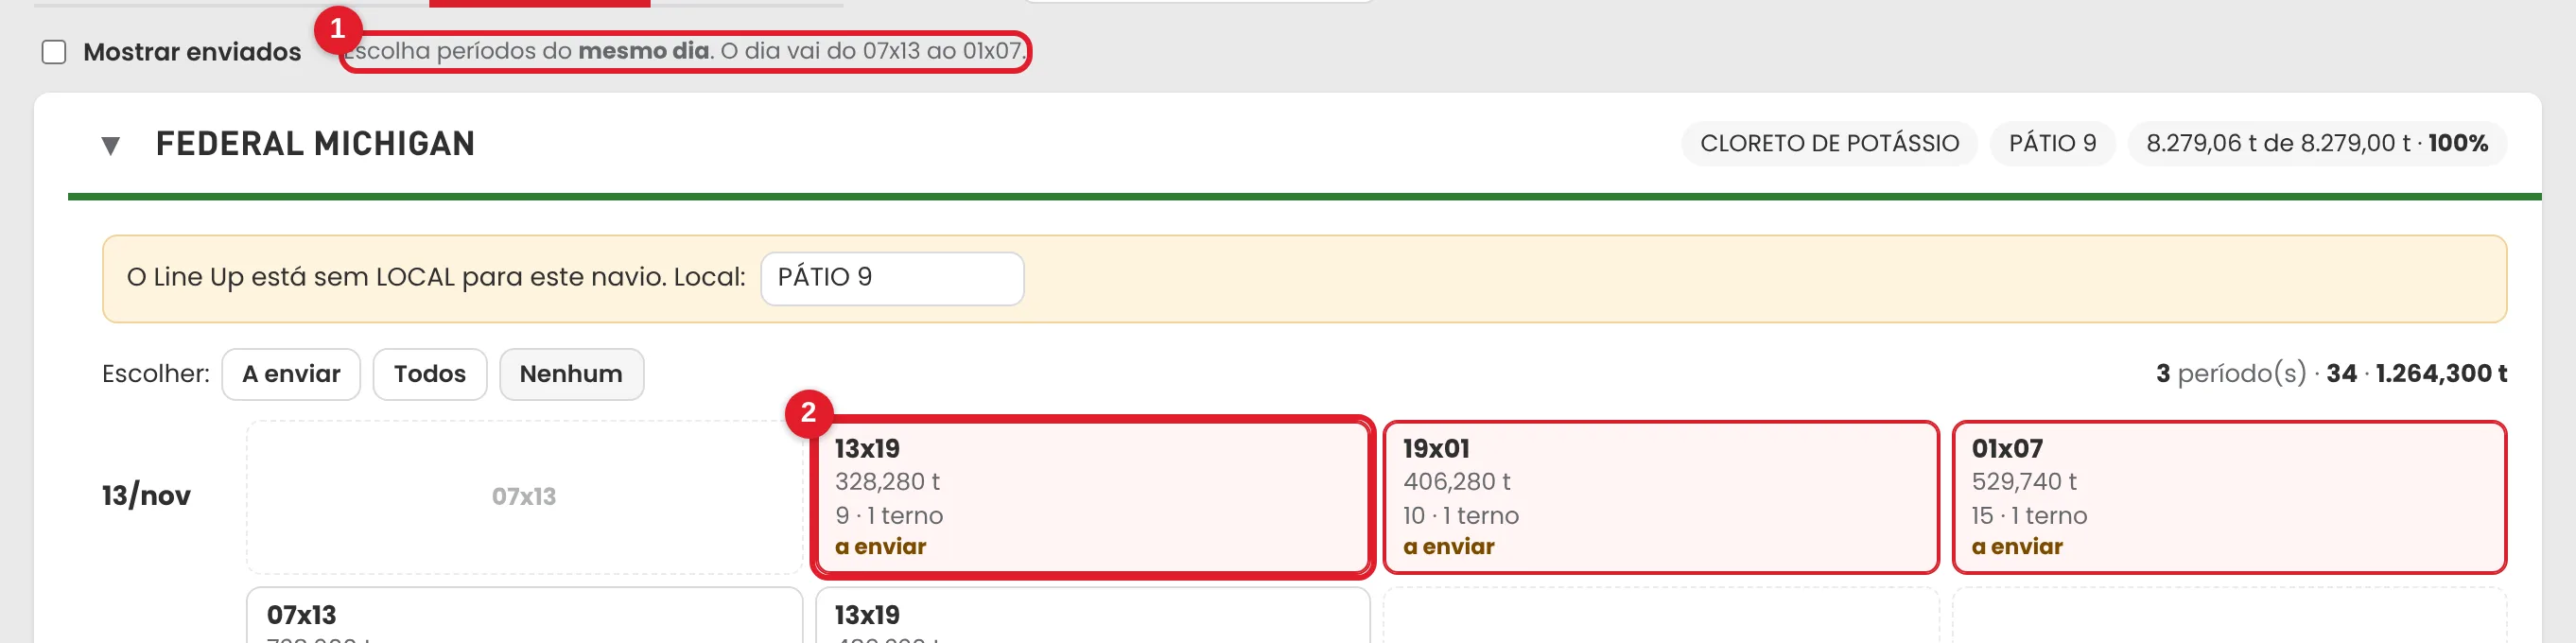 1
Mostrar enviados Escolha períodos do mesmo dia. O dia vai do 07x13 ao 01x07.
▼ FEDERAL MICHIGAN CLORETO DE POTÁSSIO PÁTIO 9 8.279,06 t de 8.279,00 t · 100%
O Line Up está sem LOCAL para este navio. Local: PÁTIO 9
Escolher: A enviar Todos Nenhum 3 período(s) · 34 · 1.264,300 t
2
13/nov
07x13
13x19
328,280 t
9 · 1 terno
a enviar
19x01
406,280 t
10 · 1 terno
a enviar
01x07
529,740 t
15 · 1 terno
a enviar
07x13
13x19